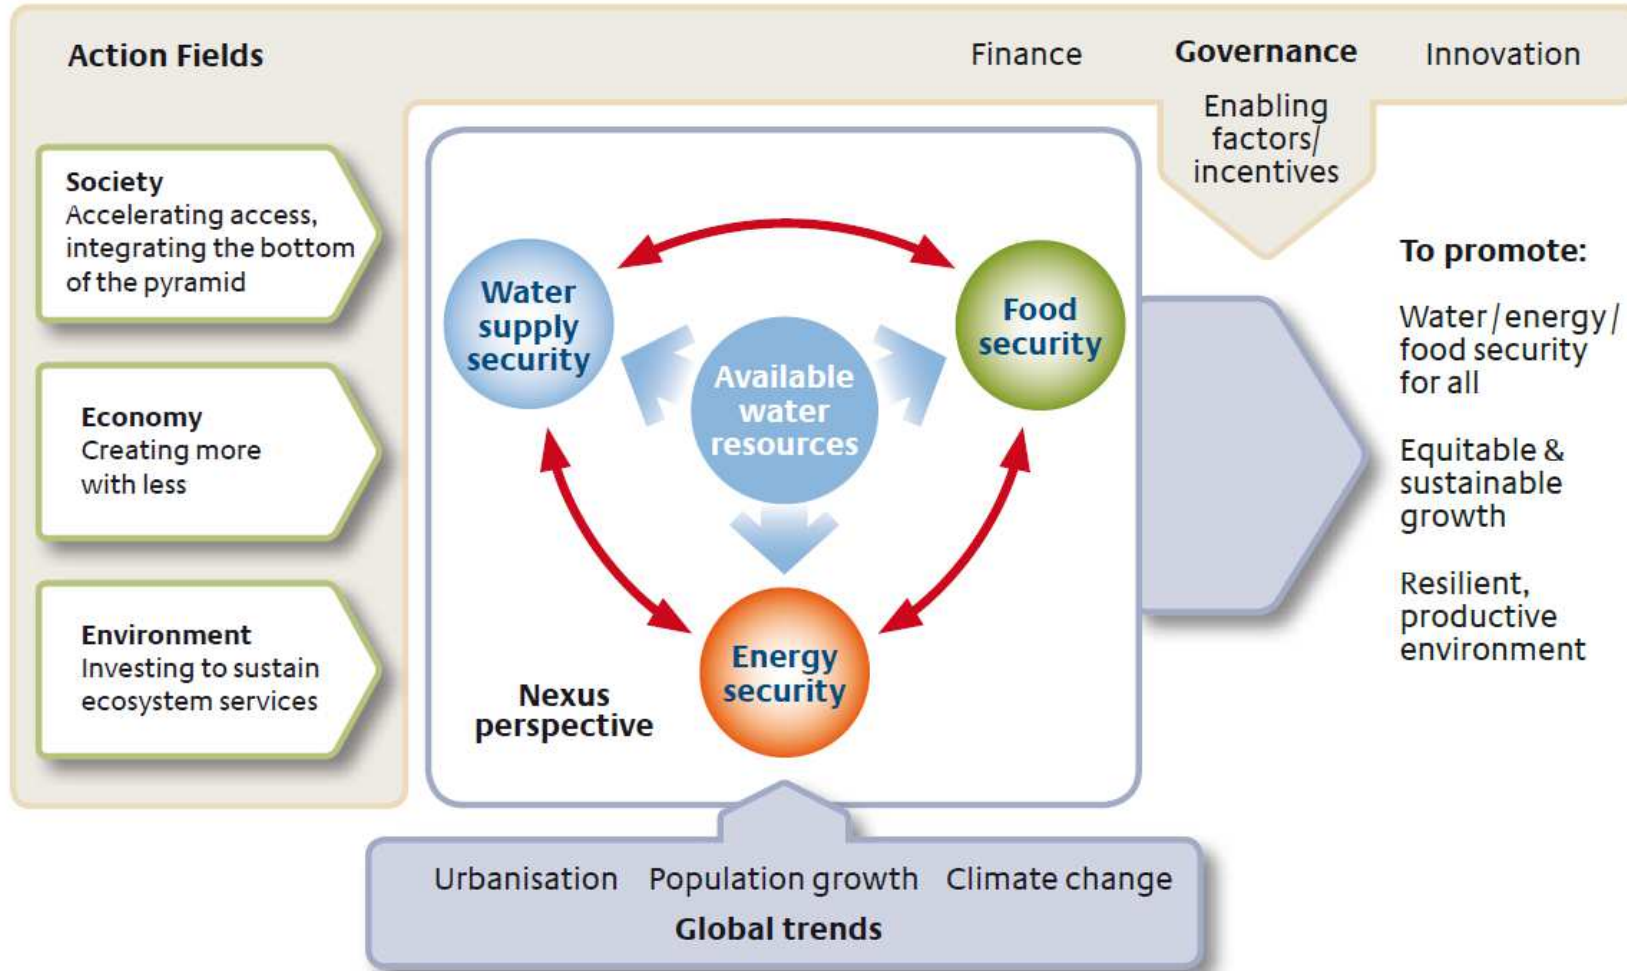 Action Fields
Finance
Governance
Innovation
Enabling
factors/
incentives
Society
Accelerating access,
integrating the bottom
of the pyramid
Economy
Creating more
with less
Environment
Investing to sustain
ecosystem services
Water
supply
security
Food
security
Available
water
resources
Energy
security
Nexus
perspective
To promote:
Water / energy /
food security
for all
Equitable &
sustainable
growth
Resilient,
productive
environment
Urbanisation
Population growth
Climate change
Global trends